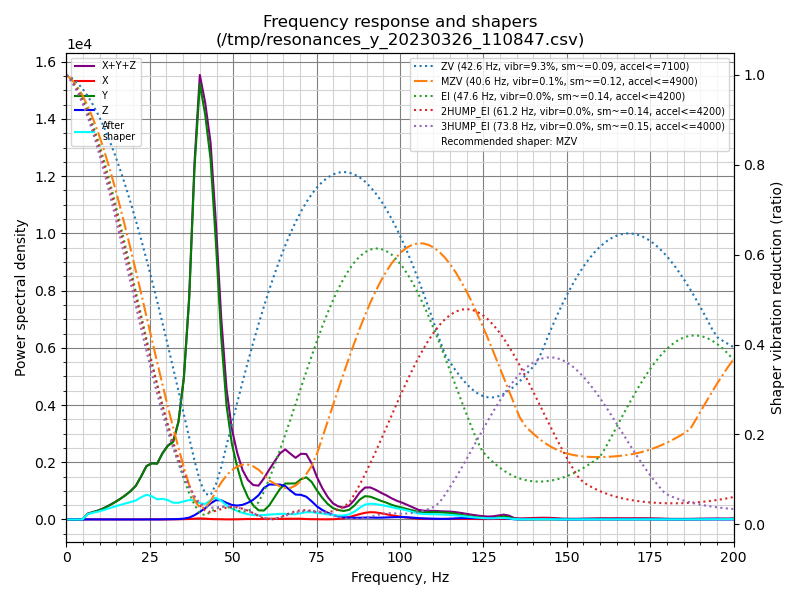 Frequency response and shapers
(/tmp/resonances_y_20230326_110847.csv)
1e4
X+Y+Z
X
Y
Z
After
shaper
ZV (42.6 Hz, vibr=9.3%, sm~=0.09, accel<=7100)
MZV (40.6 Hz, vibr=0.1%, sm~=0.12, accel<=4900)
EI (47.6 Hz, vibr=0.0%, sm~=0.14, accel<=4200)
2HUMP_EI (61.2 Hz, vibr=0.0%, sm~=0.14, accel<=4200)
3HUMP_EI (73.8 Hz, vibr=0.0%, sm~=0.15, accel<=4000)
Recommended shaper: MZV
Power spectral density
1.6
1.4
1.2
1.0
0.8
0.6
0.4
0.2
0.0
1.0
0.8
0.6
0.4
0.2
0.0
Shaper vibration reduction (ratio)
0 25 50 75 100 125 150 175 200
Frequency, Hz